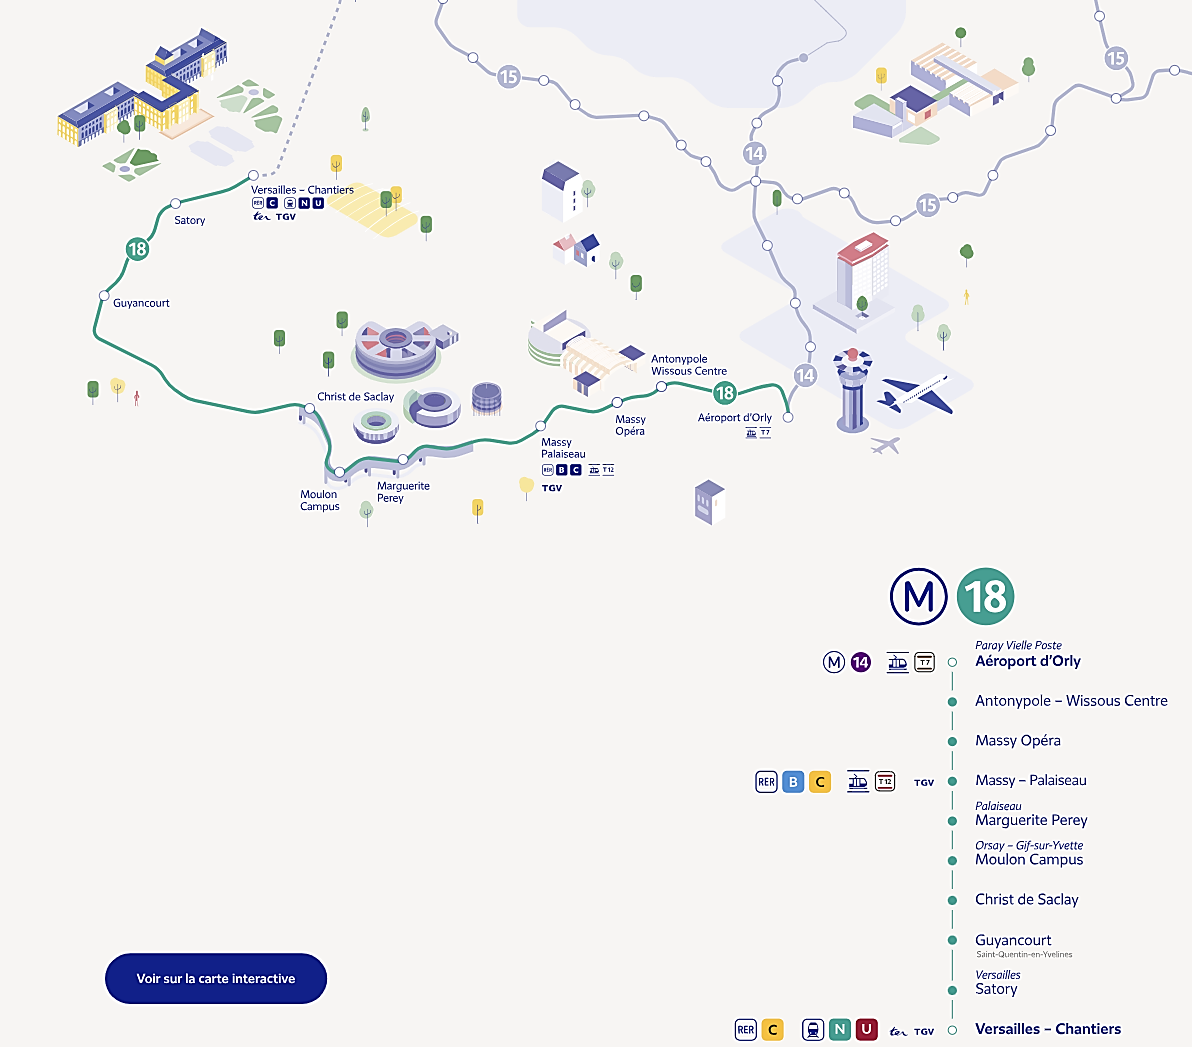 15
15
14
15
Versailles – Chantiers
RER C N U
ter TGV
Satory
18
Guyancourt
Antonypole
Wissous Centre
14
Christ de Saclay
18
Massy
Opéra
Aéroport d'Orly
T7
Massy
Palaiseau
RER B C T12
TGV
Marguerite
Perey
Moulon
Campus
M 18
Paray Vielle Poste
M 14 T7 Aéroport d'Orly
Antonypole – Wissous Centre
Massy Opéra
RER B C T12 TGV Massy – Palaiseau
Palaiseau
Marguerite Perey
Orsay – Gif-sur-Yvette
Moulon Campus
Christ de Saclay
Guyancourt
Saint-Quentin-en-Yvelines
Versailles
Satory
Voir sur la carte interactive
RER C N U ter TGV Versailles – Chantiers